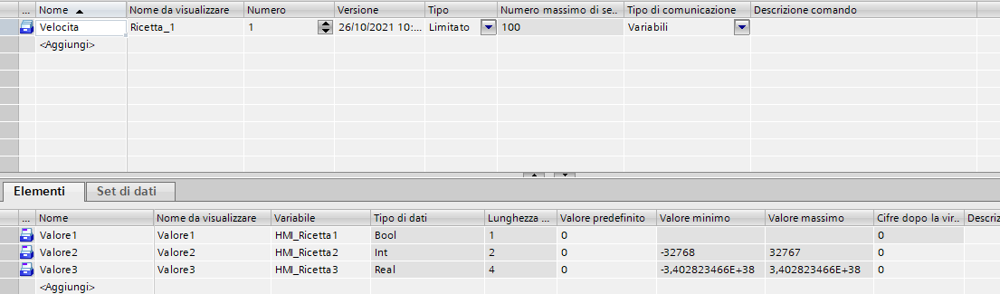 ... Nome Nome da visualizzare Numero Versione Tipo Numero massimo di se.. Tipo di comunicazione Descrizione comando
Velocita Ricetta_1 1 26/10/2021 10:... Limitato 100 Variabili
<Aggiungi>
Elementi Set di dati
... Nome Nome da visualizzare Variabile Tipo di dati Lunghezza ... Valore predefinito Valore minimo Valore massimo Cifre dopo la vir.. Descriz
Valore1 Valore1 HMI_Ricetta1 Bool 1 0 0
Valore2 Valore2 HMI_Ricetta2 Int 2 0 -32768 32767 0
Valore3 Valore3 HMI_Ricetta3 Real 4 0 -3,402823466E+38 3,402823466E+38 0
<Aggiungi>